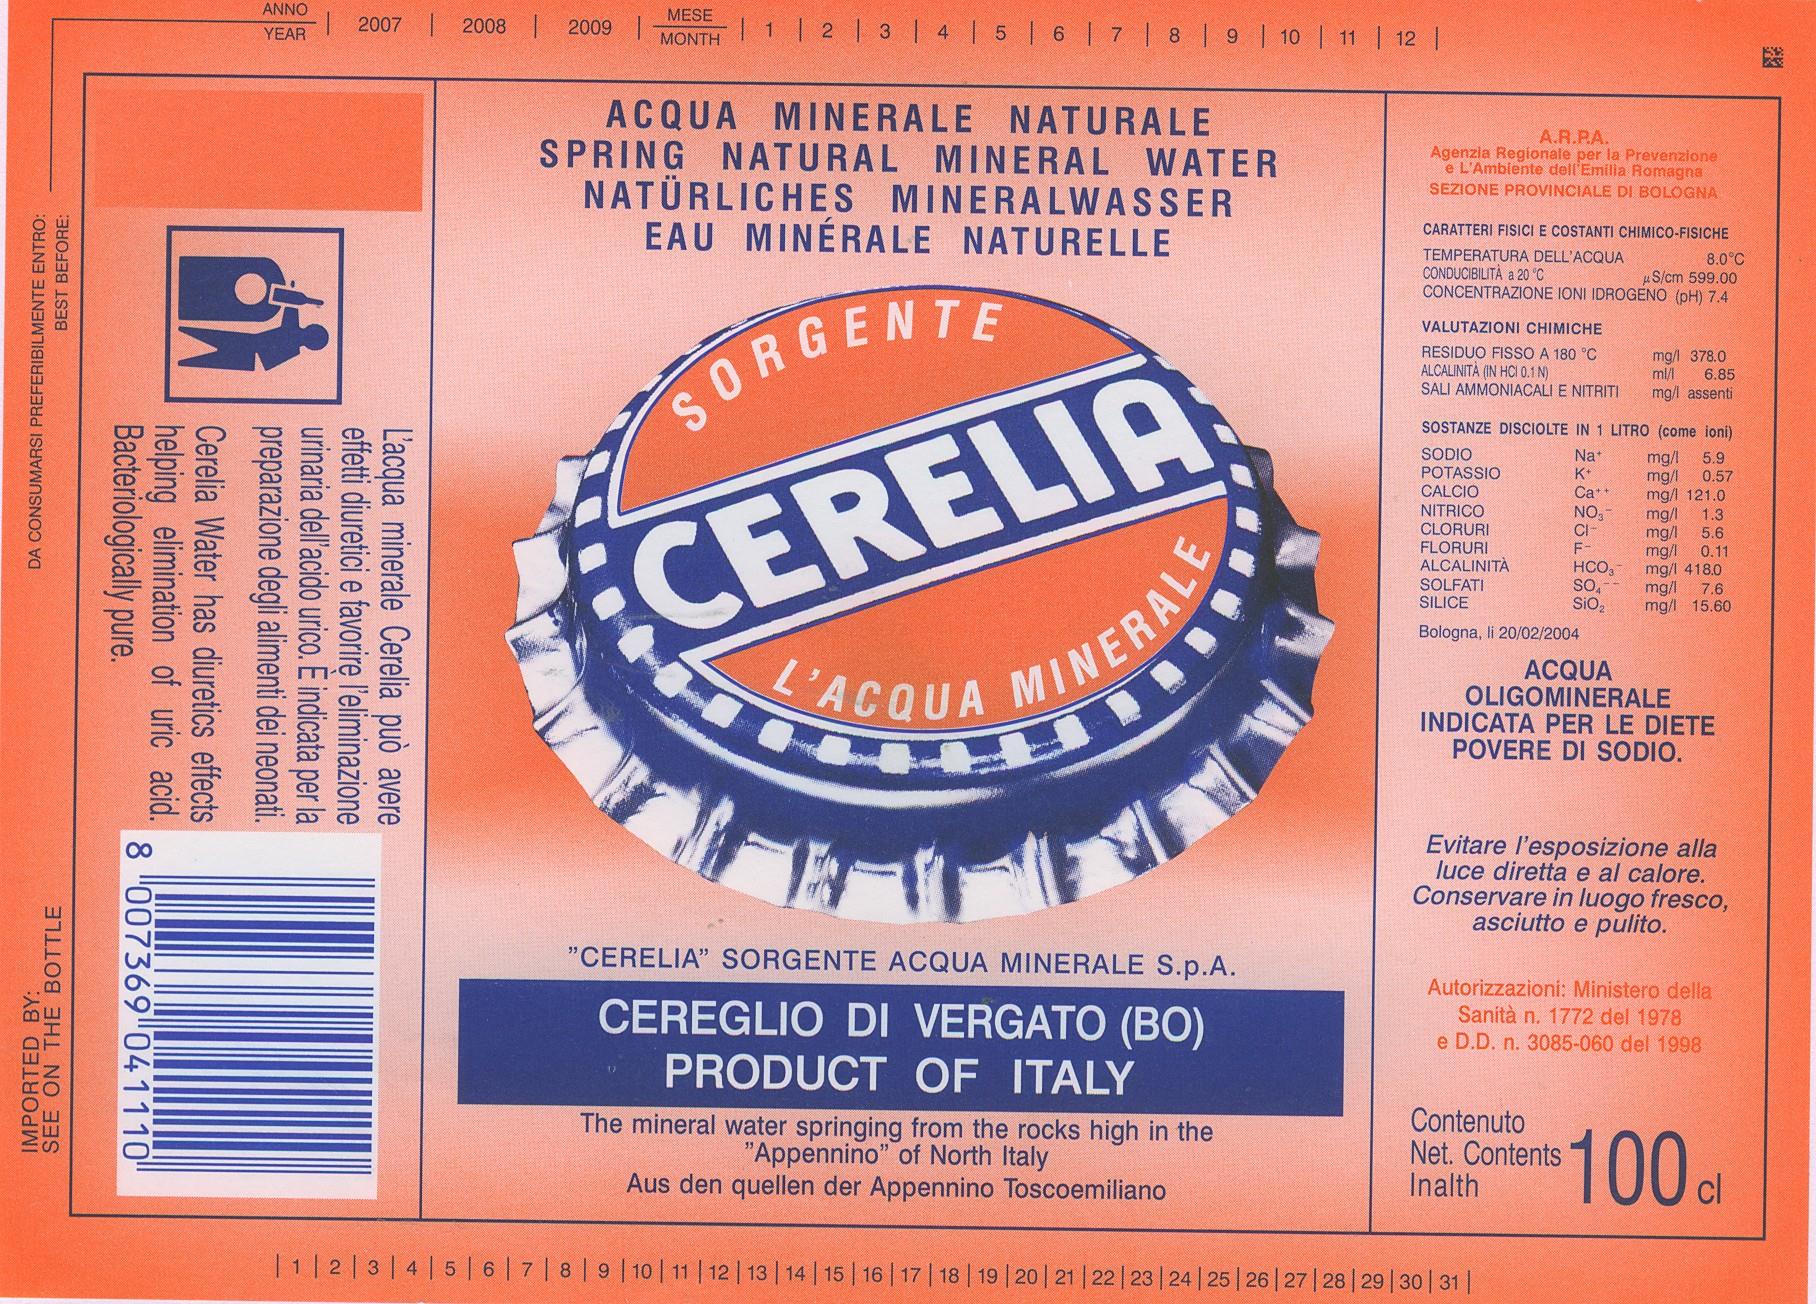 ANNO
YEAR
2007 | 2008 | 2009
MESE
MONTH
1 | 2 | 3 | 4 | 5 | 6 | 7 | 8 | 9 | 10 | 11 | 12
DA CONSUMARSI PREFERIBILMENTE ENTRO:
BEST BEFORE:
IMPORTED BY:
SEE ON THE BOTTLE
L'acqua minerale Cerelia può avere
effetti diuretici e favorire l'eliminazione
urinaria dell'acido urico. È indicata per la
preparazione degli alimenti dei neonati.
Cerelia Water has diuretics effects
helping elimination of uric acid.
Bacteriologically pure.
8 007369 041110
ACQUA MINERALE NATURALE
SPRING NATURAL MINERAL WATER
NATÜRLICHES MINERALWASSER
EAU MINÉRALE NATURELLE
SORGENTE
CERELIA
L'ACQUA MINERALE
"CERELIA" SORGENTE ACQUA MINERALE S.p.A.
CEREGLIO DI VERGATO (BO)
PRODUCT OF ITALY
The mineral water springing from the rocks high in the
"Appennino" of North Italy
Aus den quellen der Appennino Toscoemiliano
A.R.P.A.
Agenzia Regionale per la Prevenzione
e L'Ambiente dell'Emilia Romagna
SEZIONE PROVINCIALE DI BOLOGNA
CARATTERI FISICI E COSTANTI CHIMICO-FISICHE
TEMPERATURA DELL'ACQUA 8.0°C
CONDUCIBILITÀ a 20 °C µS/cm 599.00
CONCENTRAZIONE IONI IDROGENO (pH) 7.4
VALUTAZIONI CHIMICHE
RESIDUO FISSO A 180 °C mg/l 378.0
ALCALINITÀ (IN HCl 0.1 N) ml/l 6.85
SALI AMMONIACALI E NITRITI mg/l assenti
SOSTANZE DISCIOLTE IN 1 LITRO (come ioni)
SODIO Na⁺ mg/l 5.9
POTASSIO K⁺ mg/l 0.57
CALCIO Ca⁺⁺ mg/l 121.0
NITRICO NO₃⁻ mg/l 1.3
CLORURI Cl⁻ mg/l 5.6
FLORURI F⁻ mg/l 0.11
ALCALINITÀ HCO₃⁻ mg/l 418.0
SOLFATI SO₄⁻⁻ mg/l 7.6
SILICE SiO₂ mg/l 15.60
Bologna, li 20/02/2004
ACQUA
OLIGOMINERALE
INDICATA PER LE DIETE
POVERE DI SODIO.
Evitare l'esposizione alla
luce diretta e al calore.
Conservare in luogo fresco,
asciutto e pulito.
Autorizzazioni: Ministero della
Sanità n. 1772 del 1978
e D.D. n. 3085-060 del 1998
Contenuto
Net. Contents
Inalth
100 cl
1 | 2 | 3 | 4 | 5 | 6 | 7 | 8 | 9 | 10 | 11 | 12 | 13 | 14 | 15 | 16 | 17 | 18 | 19 | 20 | 21 | 22 | 23 | 24 | 25 | 26 | 27 | 28 | 29 | 30 | 31